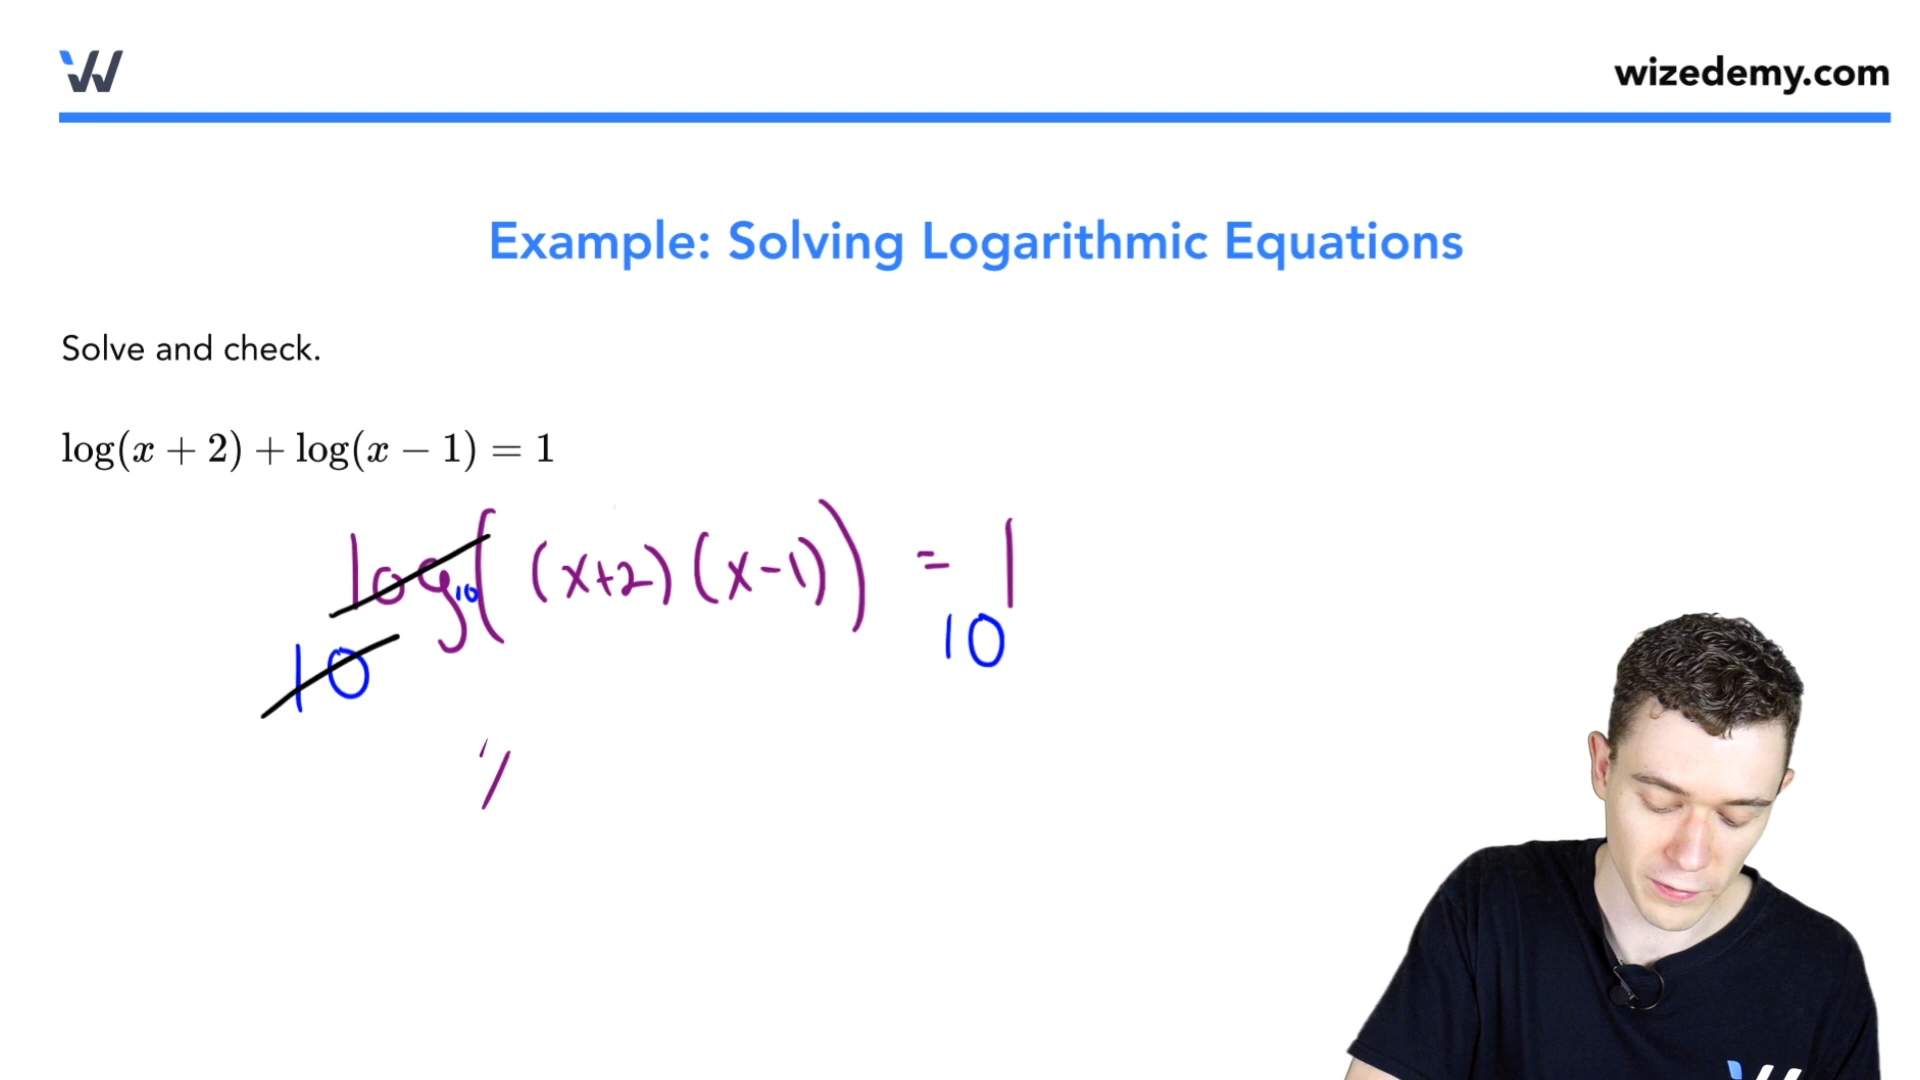 wizedemy.com
Example: Solving Logarithmic Equations
Solve and check.
log(x + 2) + log(x − 1) = 1
log₁₀( (x+2)(x-1)) = 1
10 10